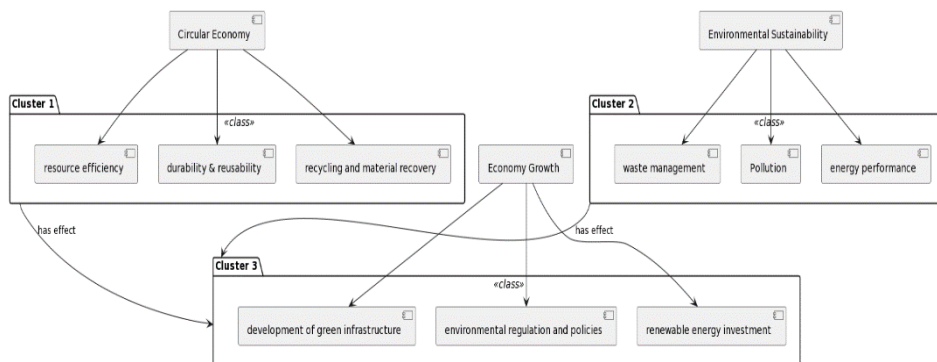 Circular Economy
Environmental Sustainability
Cluster 1
«class»
resource efficiency
durability & reusability
recycling and material recovery
Economy Growth
Cluster 2
«class»
waste management
Pollution
energy performance
has effect
has effect
Cluster 3
«class»
development of green infrastructure
environmental regulation and policies
renewable energy investment